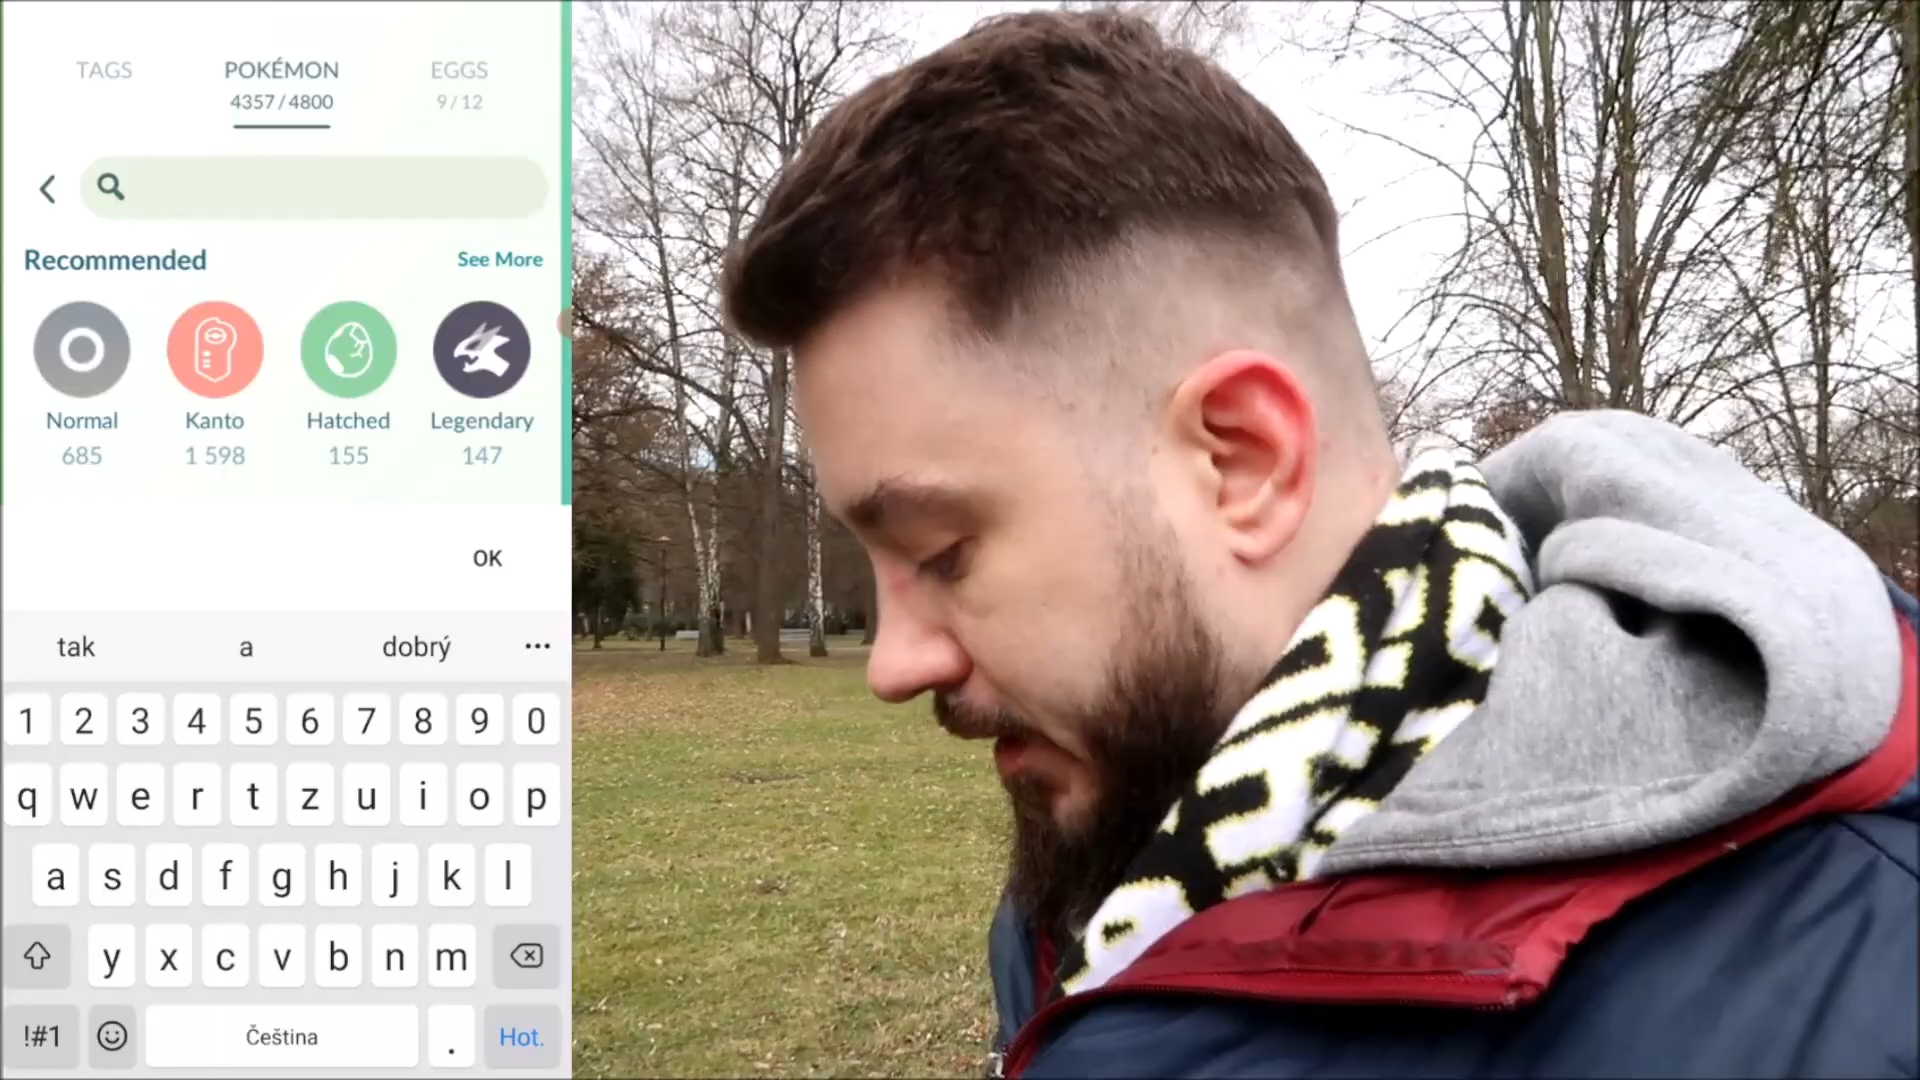 TAGS
POKÉMON
EGGS
4357/4800
9/12
Recommended
See More
Normal
Kanto
Hatched
Legendary
685
1 598
155
147
OK
tak
a
dobrý
1 2 3 4 5 6 7 8 9 0
q w e r t z u i o p
a s d f g h j k l
y x c v b n m
!#1
Čeština
.
Hot.